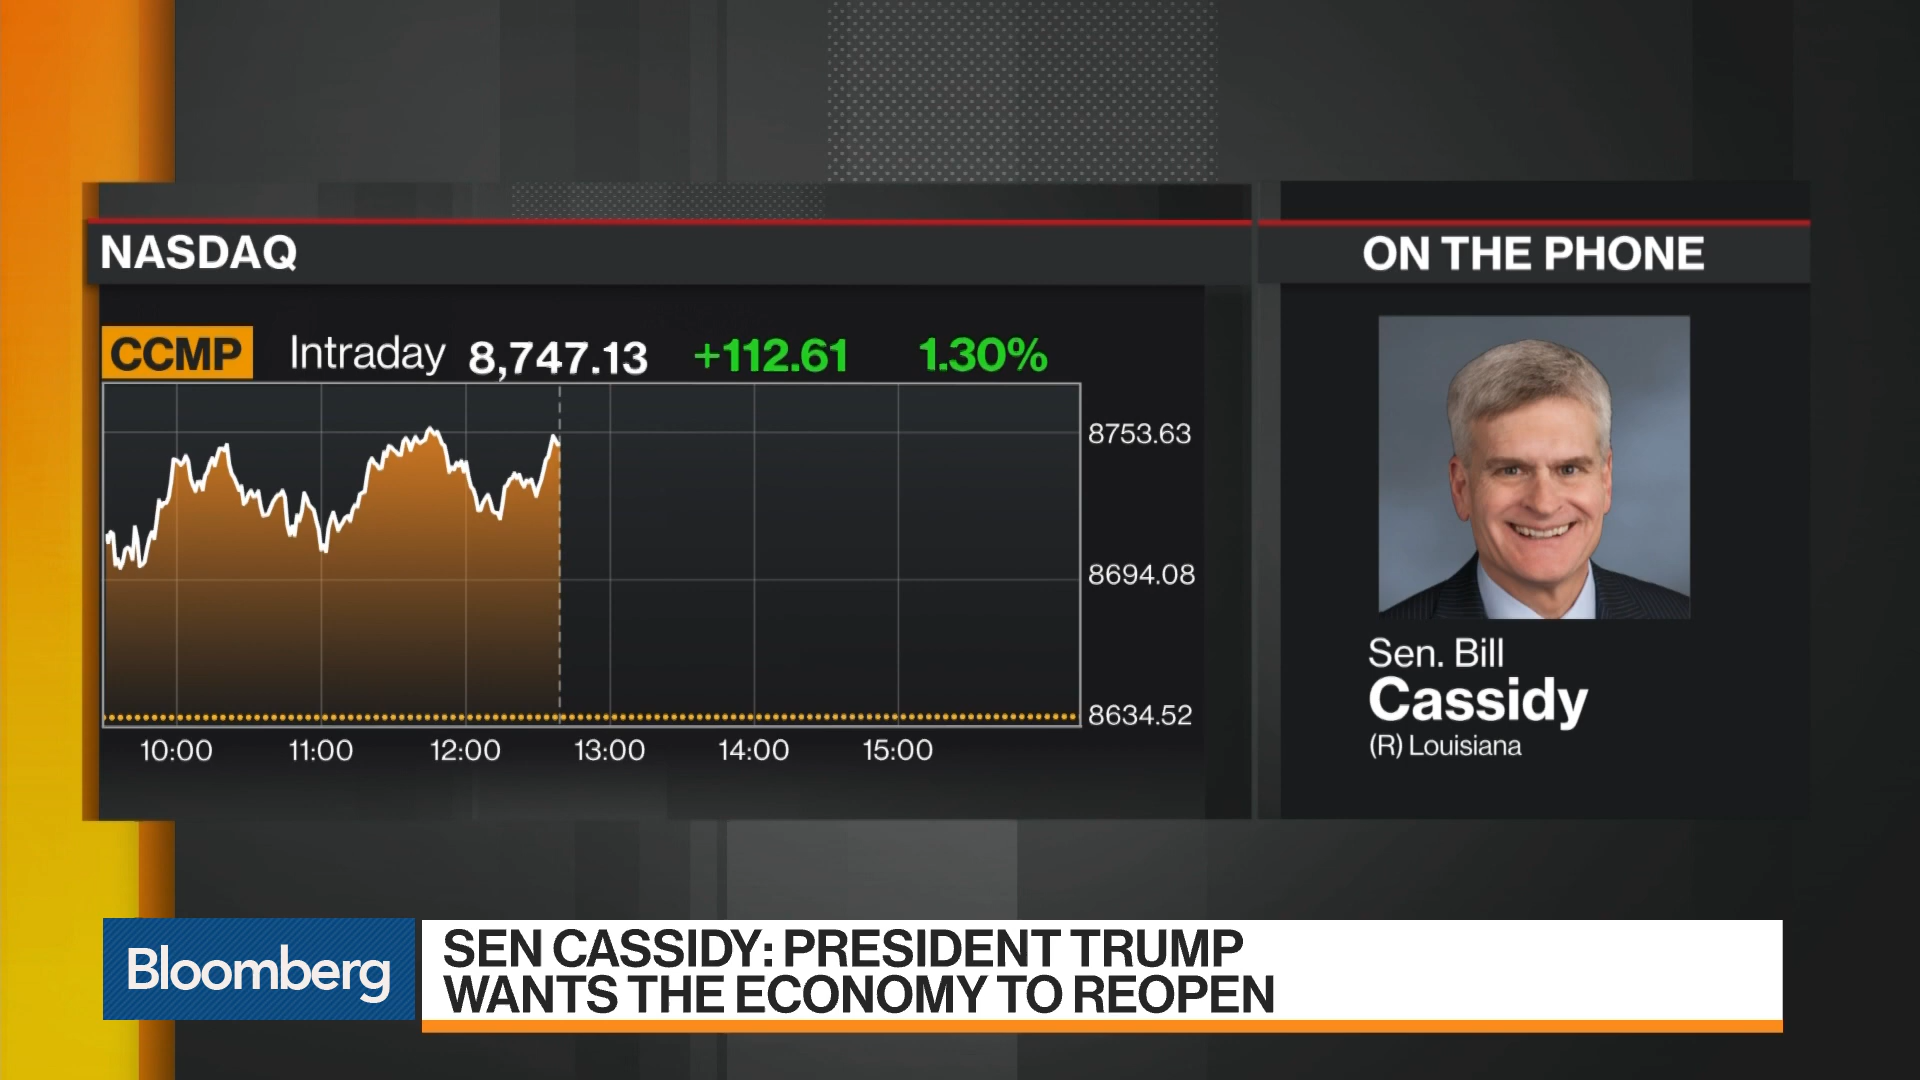 NASDAQ
CCMP Intraday 8,747.13 +112.61 1.30%
8753.63
8694.08
8634.52
10:00 11:00 12:00 13:00 14:00 15:00
ON THE PHONE
Sen. Bill
Cassidy
(R) Louisiana
Bloomberg
SEN CASSIDY: PRESIDENT TRUMP
WANTS THE ECONOMY TO REOPEN